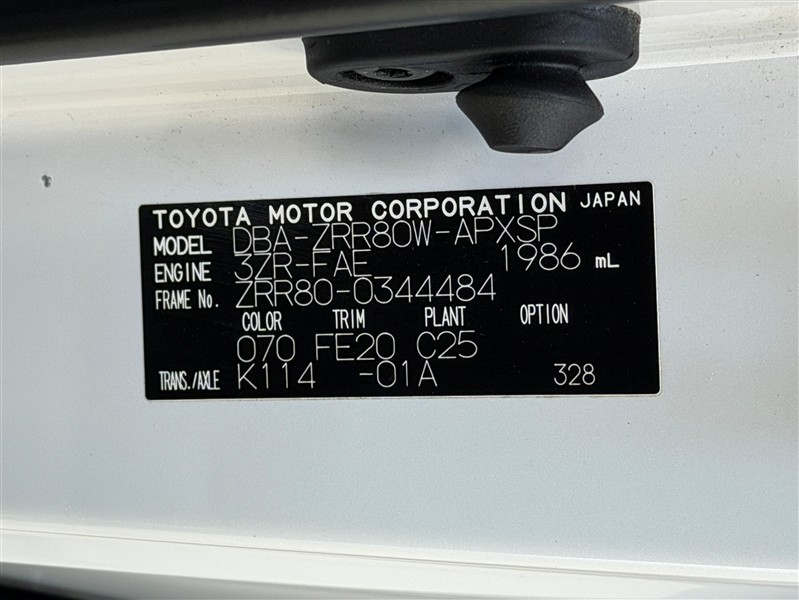 TOYOTA MOTOR CORPORATION JAPAN
MODEL DBA-ZRR80W-APXSP
ENGINE 3ZR-FAE 1986 mL
FRAME No. ZRR80-0344484
COLOR TRIM PLANT OPTION
070 FE20 C25
TRANS./AXLE K114 -01A 328